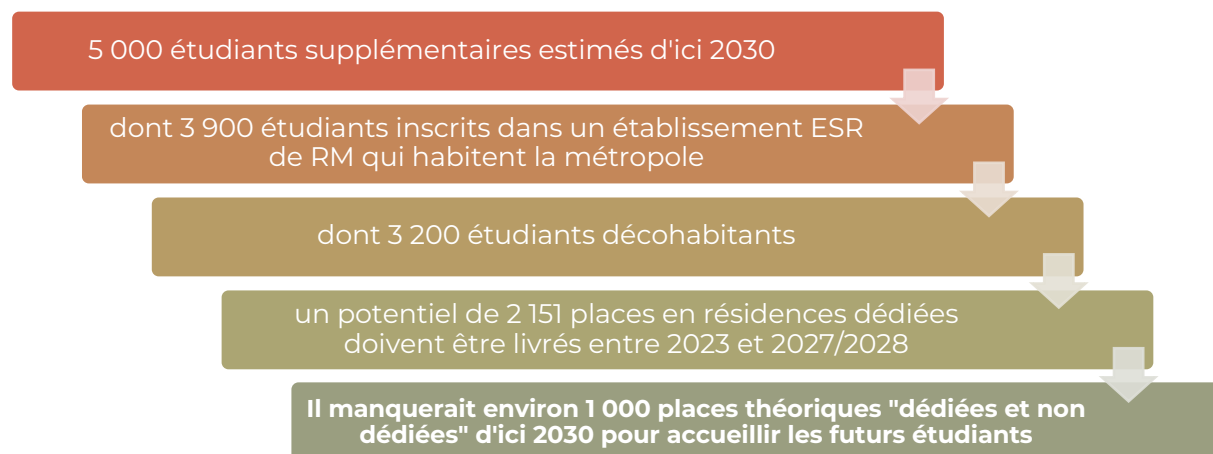 5 000 étudiants supplémentaires estimés d'ici 2030
dont 3 900 étudiants inscrits dans un établissement ESR
de RM qui habitent la métropole
dont 3 200 étudiants décohabitants
un potentiel de 2 151 places en résidences dédiées
doivent être livrés entre 2023 et 2027/2028
Il manquerait environ 1 000 places théoriques "dédiées et non
dédiées" d'ici 2030 pour accueillir les futurs étudiants